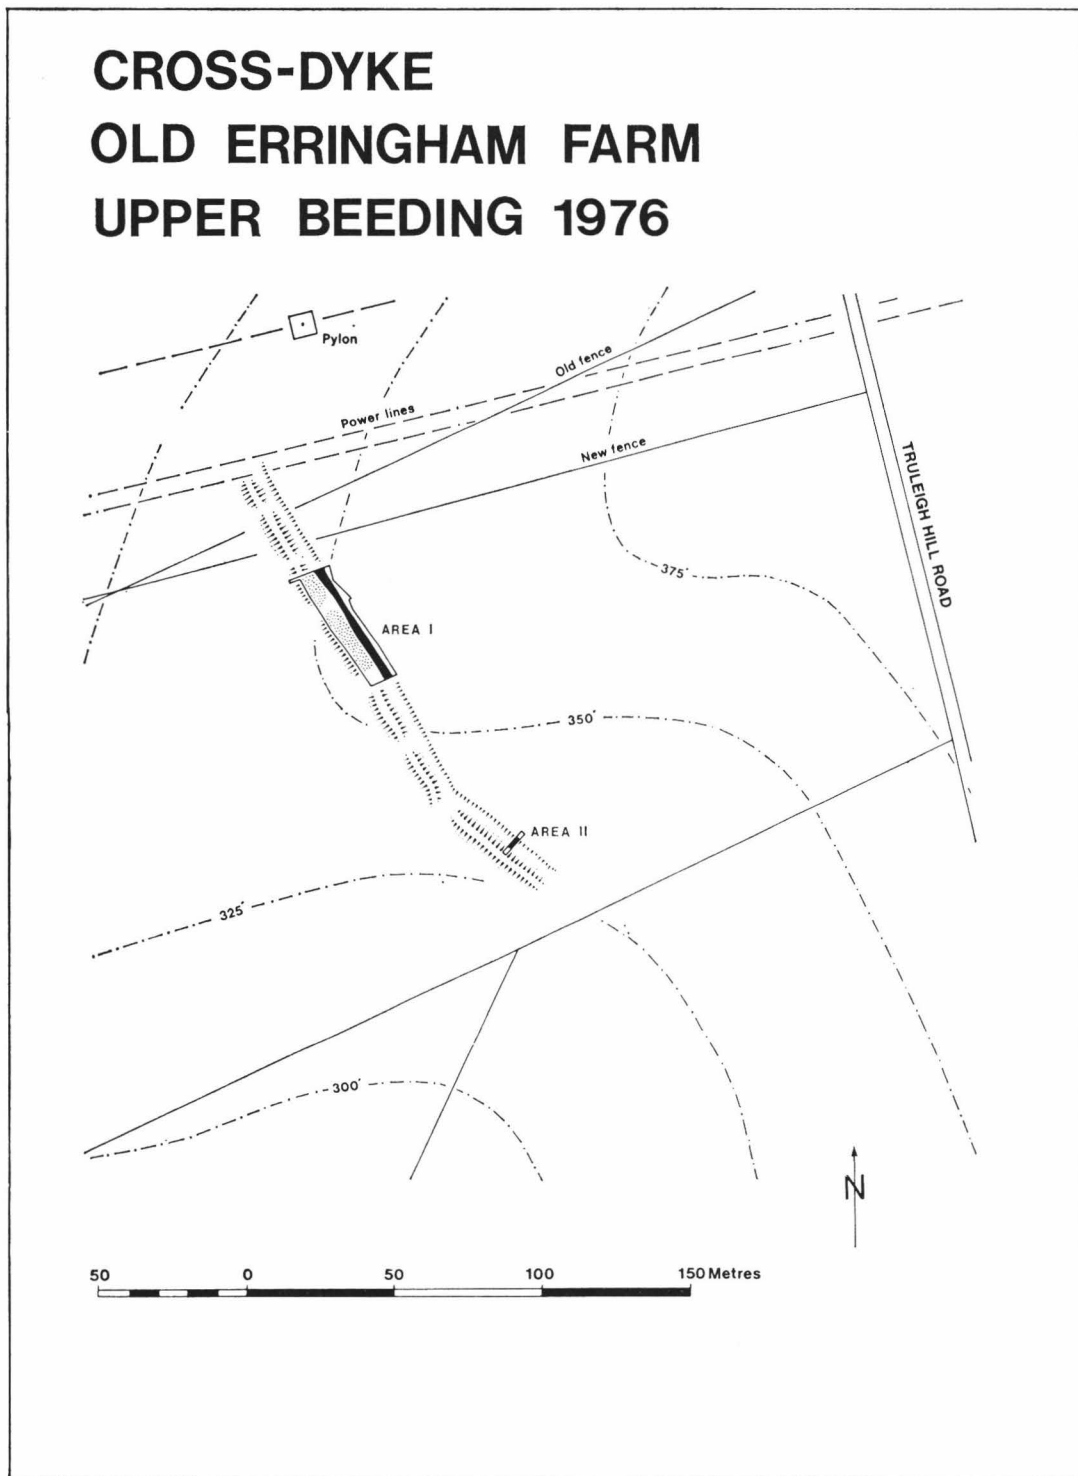 CROSS-DYKE
OLD ERRINGHAM FARM
UPPER BEEDING 1976
Pylon
Old fence
Power lines
New fence
TRULEIGH HILL ROAD
375'
AREA I
350'
AREA II
325'
300'
N
50 0 50 100 150 Metres